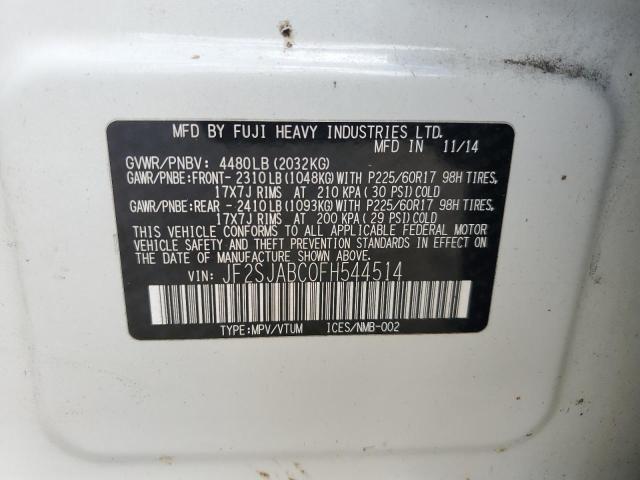 MFD BY FUJI HEAVY INDUSTRIES LTD.
MFD IN 11/14
GVWR/PNBV: 4480LB (2032KG)
GAWR/PNBE:FRONT- 2310LB (1048KG) WITH P225/60R17 98H TIRES,
17X7J RIMS AT 210 KPA (30 PSI) COLD
GAWR/PNBE:REAR - 2410LB (1093KG) WITH P225/60R17 98H TIRES,
17X7J RIMS AT 200 KPA (29 PSI) COLD
THIS VEHICLE CONFORMS TO ALL APPLICABLE FEDERAL MOTOR
VEHICLE SAFETY AND THEFT PREVENTION STANDARDS IN EFFECT ON
THE DATE OF MANUFACTURE SHOWN ABOVE.
VIN: JF2SJABC0FH544514
TYPE:MPV/VTUM ICES/NMB-002